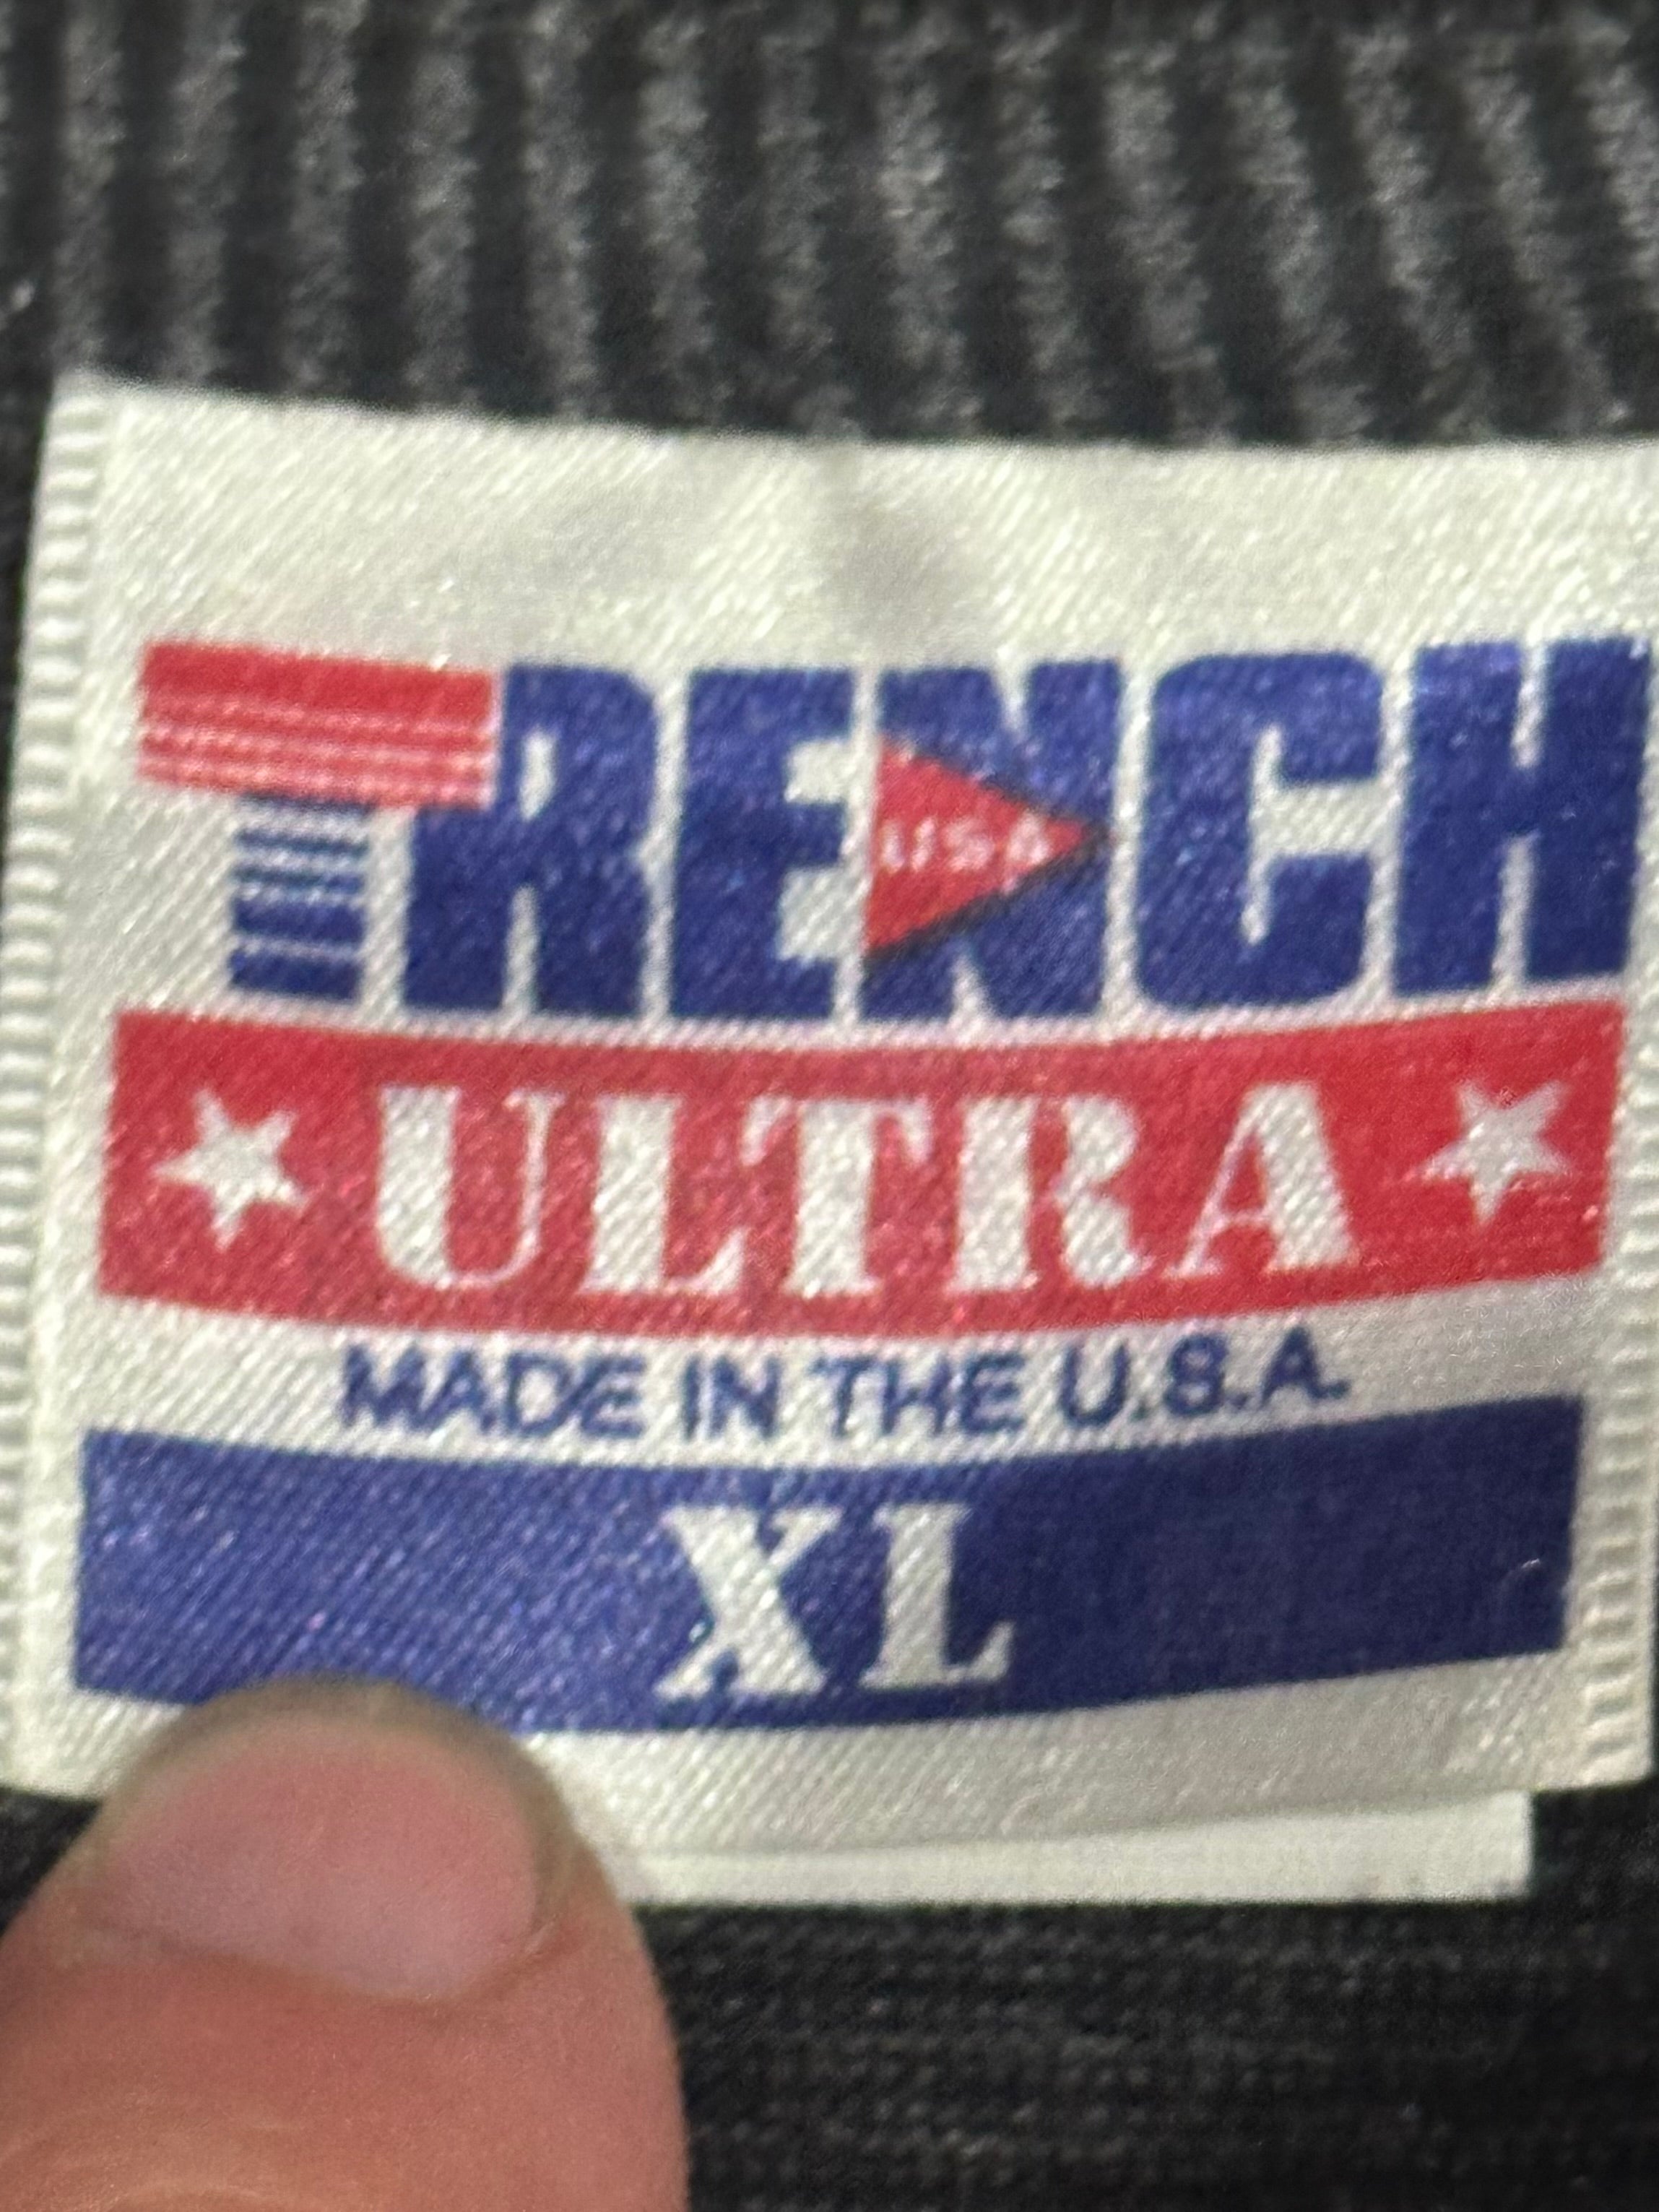 TRENCH
USA
ULTRA
MADE IN THE U.S.A.
XL